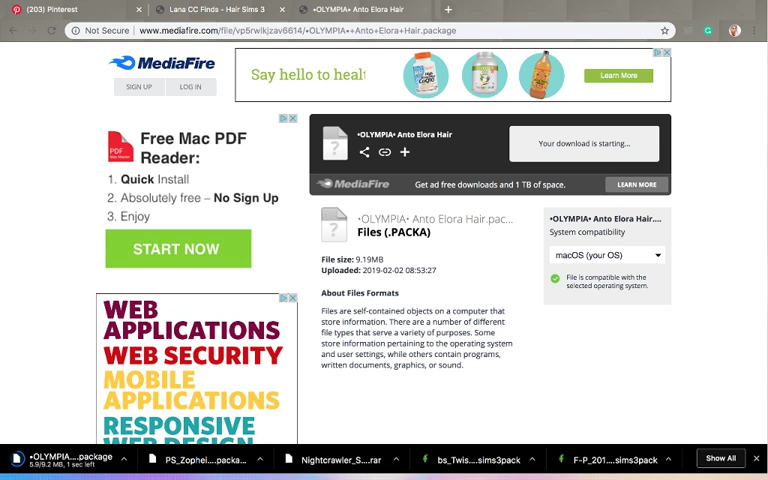 (203) Pinterest
Lana CC Finds - Hair Sims 3
•OLYMPIA• Anto Elora Hair
Not Secure | www.mediafire.com/file/vp5rwikjzav6614/•OLYMPIA•+Anto+Elora+Hair.package
MediaFire
SIGN UP
LOG IN
Say hello to healt
Learn More
Free Mac PDF
Reader:
1. Quick Install
2. Absolutely free – No Sign Up
3. Enjoy
START NOW
PDF
•OLYMPIA• Anto Elora Hair
Your download is starting...
MediaFire
Get ad free downloads and 1 TB of space.
LEARN MORE
•OLYMPIA• Anto Elora Hair.pac...
Files (.PACKA)
File size: 9.19MB
Uploaded: 2019-02-02 08:53:27
About Files Formats
Files are self-contained objects on a computer that
store information. There are a number of different
file types that serve a variety of purposes. Some
store information pertaining to the operating system
and user settings, while others contain programs,
written documents, graphics, or sound.
•OLYMPIA• Anto Elora Hair....
System compatibility
macOS (your OS)
File is compatible with the
selected operating system.
WEB
APPLICATIONS
WEB SECURITY
MOBILE
APPLICATIONS
RESPONSIVE
WEB DESIGN
•OLYMPIA....package
5.9/9.2 MB, 1 sec left
PS_Zophei....packa...
Nightcrawler_S....rar
bs_Twis....sims3pack
F-P_201....sims3pack
Show All